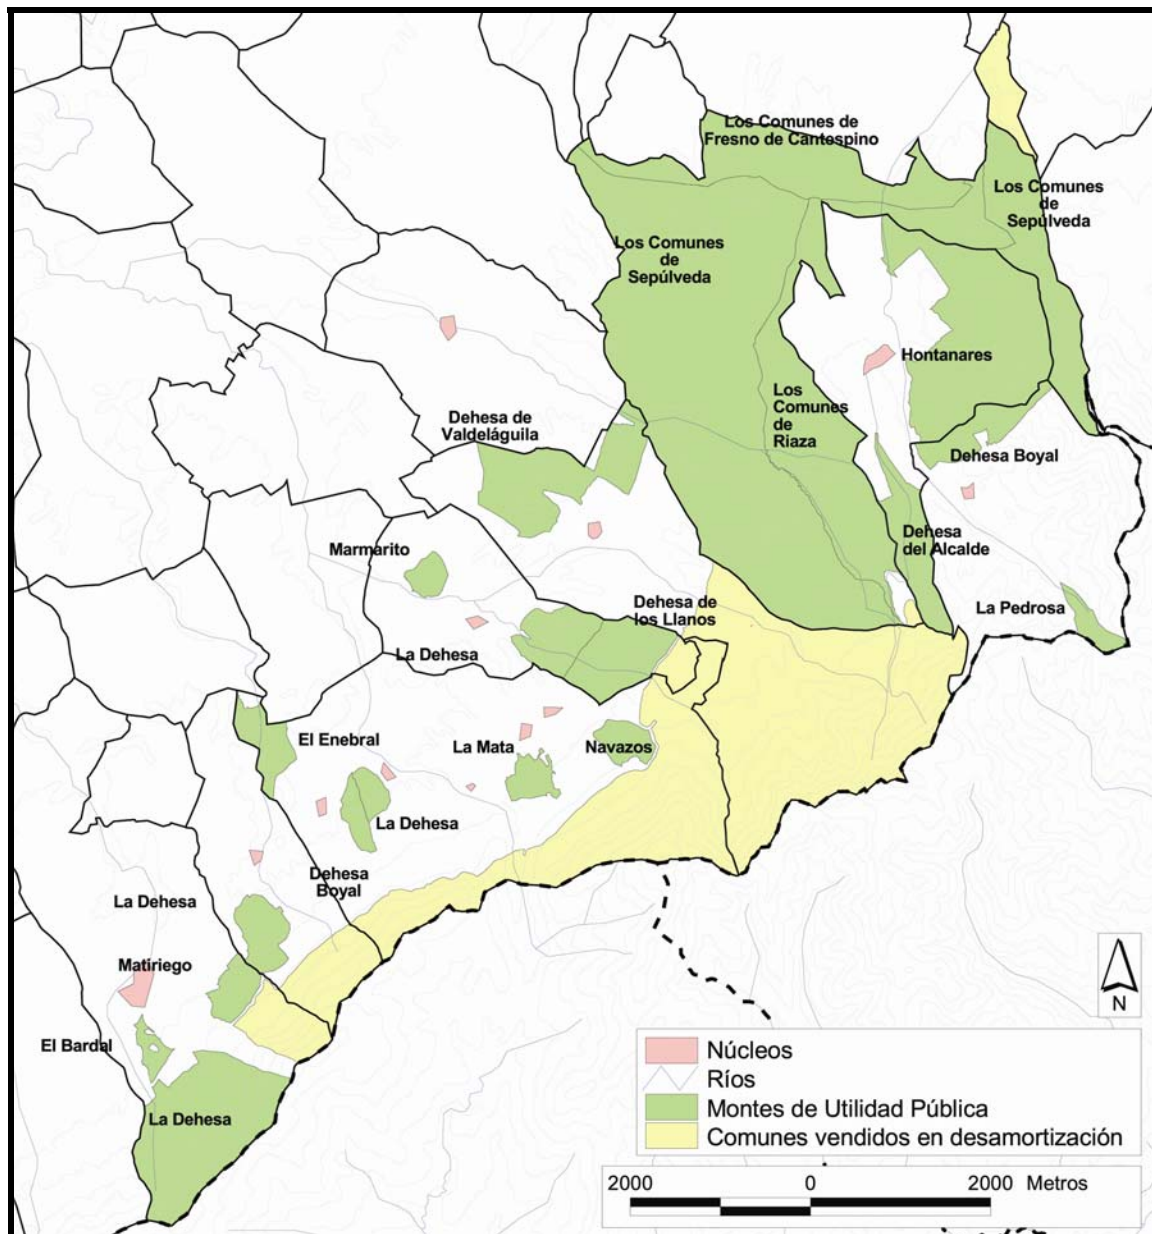 Los Comunes de
Fresno de Cantespino
Los Comunes
de
Sepúlveda
Los Comunes
de
Sepúlveda
Hontanares
Los
Comunes
de
Riaza
Dehesa de
Valdeláguila
Dehesa Boyal
Dehesa
del Alcalde
Marmarito
La Pedrosa
Dehesa de
los Llanos
La Dehesa
El Enebral
La Mata
Navazos
La Dehesa
Dehesa
Boyal
La Dehesa
Matiriego
El Bardal
La Dehesa
N
Núcleos
Ríos
Montes de Utilidad Pública
Comunes vendidos en desamortización
2000 0 2000 Metros